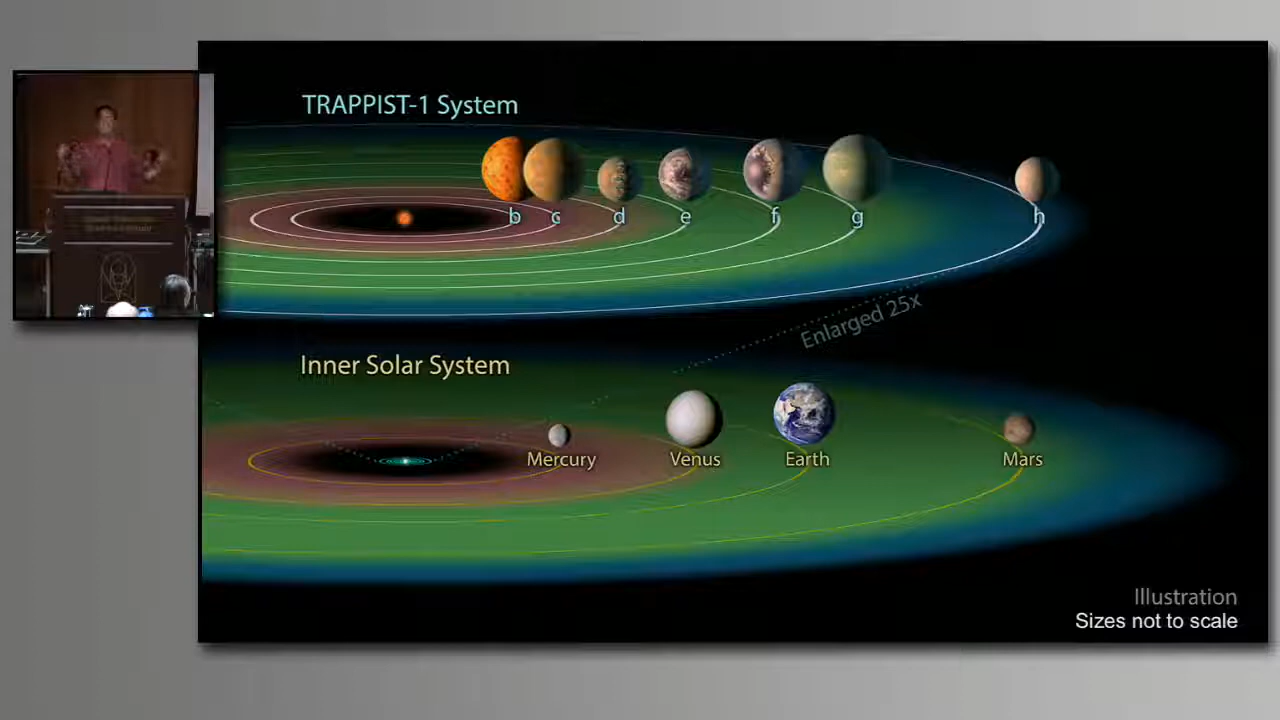 TRAPPIST-1 System
b c d e f g h
Enlarged 25x
Inner Solar System
Mercury Venus Earth Mars
Illustration
Sizes not to scale